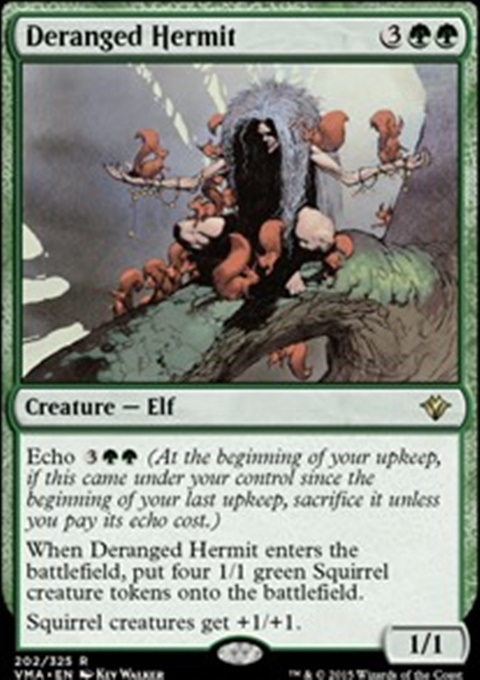 Deranged Hermit 3
Creature — Elf
Echo 3 (At the beginning of your upkeep,
if this came under your control since the
beginning of your last upkeep, sacrifice it unless
you pay its echo cost.)
When Deranged Hermit enters the
battlefield, put four 1/1 green Squirrel
creature tokens onto the battlefield.
Squirrel creatures get +1/+1.
1/1
202/325 R
VMA • EN Kev Walker
™ & © 2015 Wizards of the Coast